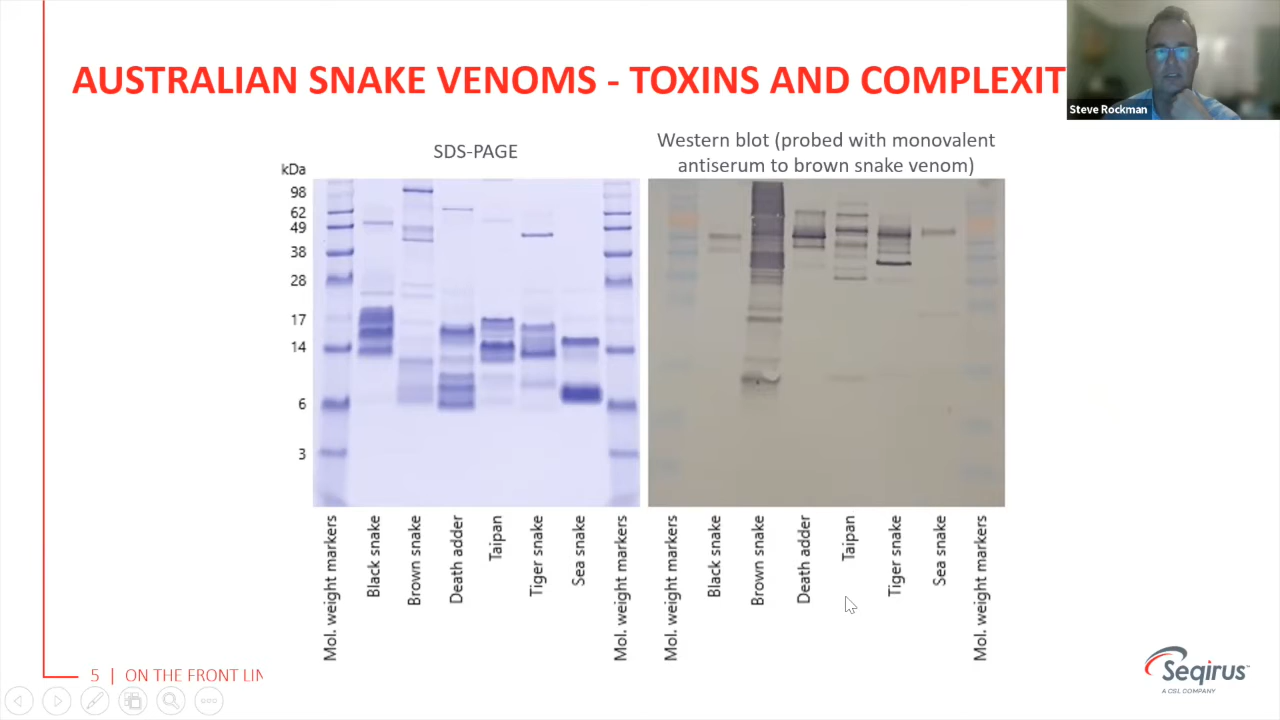 AUSTRALIAN SNAKE VENOMS - TOXINS AND COMPLEXIT
Steve Rockman
SDS-PAGE
Western blot (probed with monovalent
antiserum to brown snake venom)
kDa
98
62
49
38
28
17
14
6
3
Mol. weight markers
Black snake
Brown snake
Death adder
Taipan
Tiger snake
Sea snake
Mol. weight markers
Mol. weight markers
Black snake
Brown snake
Death adder
Taipan
Tiger snake
Sea snake
Mol. weight markers
5 | ON THE FRONT LIN
Seqirus™
A CSL COMPANY